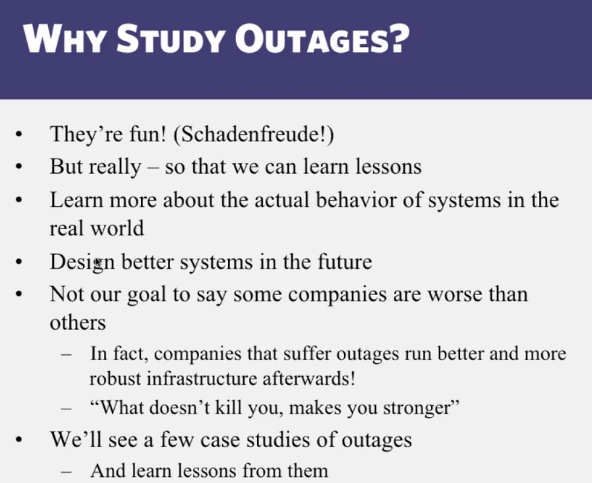 WHY STUDY OUTAGES?
• They're fun! (Schadenfreude!)
• But really – so that we can learn lessons
• Learn more about the actual behavior of systems in the
real world
• Design better systems in the future
• Not our goal to say some companies are worse than
others
– In fact, companies that suffer outages run better and more
robust infrastructure afterwards!
– “What doesn't kill you, makes you stronger”
• We'll see a few case studies of outages
– And learn lessons from them